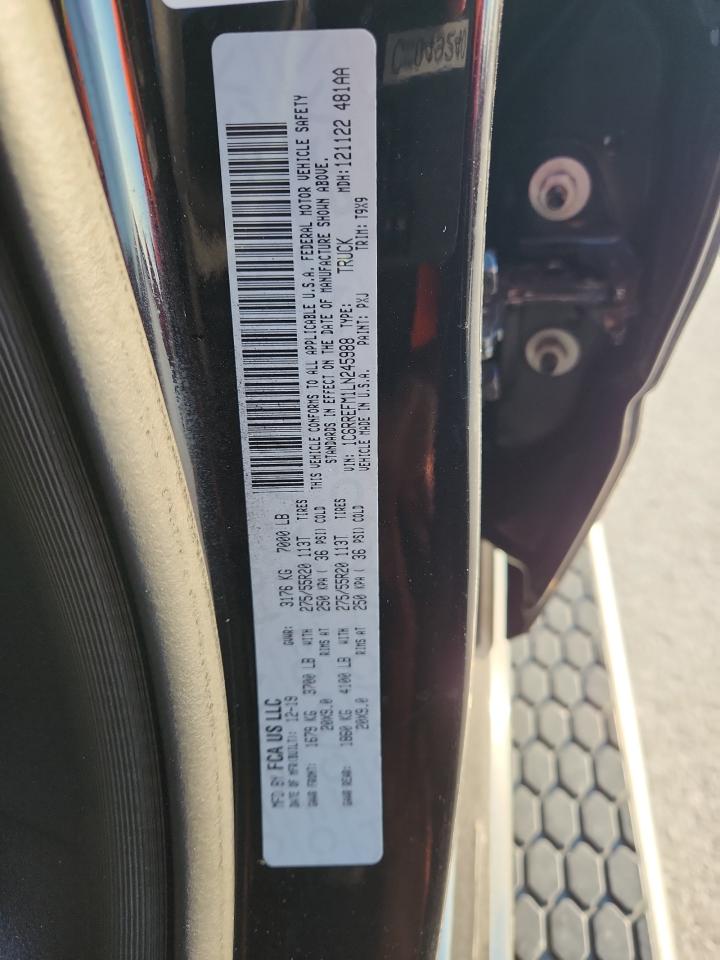 MFD BY FCA US LLC
DATE OF MFR(BUILT): 12-19 GVWR: 3176 KG 7000 LB
GAWR FRONT: 1679 KG 3700 LB WITH 275/55R20 113T TIRES
20X9.0 RIMS AT 250 KPA ( 36 PSI) COLD
GAWR REAR: 1860 KG 4100 LB WITH 275/55R20 113T TIRES
20X9.0 RIMS AT 250 KPA ( 36 PSI) COLD
THIS VEHICLE CONFORMS TO ALL APPLICABLE U.S.A. FEDERAL MOTOR VEHICLE SAFETY
STANDARDS IN EFFECT ON THE DATE OF MANUFACTURE SHOWN ABOVE.
VIN: 1C6RREFM1LN245988 TYPE: TRUCK MDH: 121122 481AA
VEHICLE MADE IN U.S.A. PAINT: PXJ TRIM: T9X9